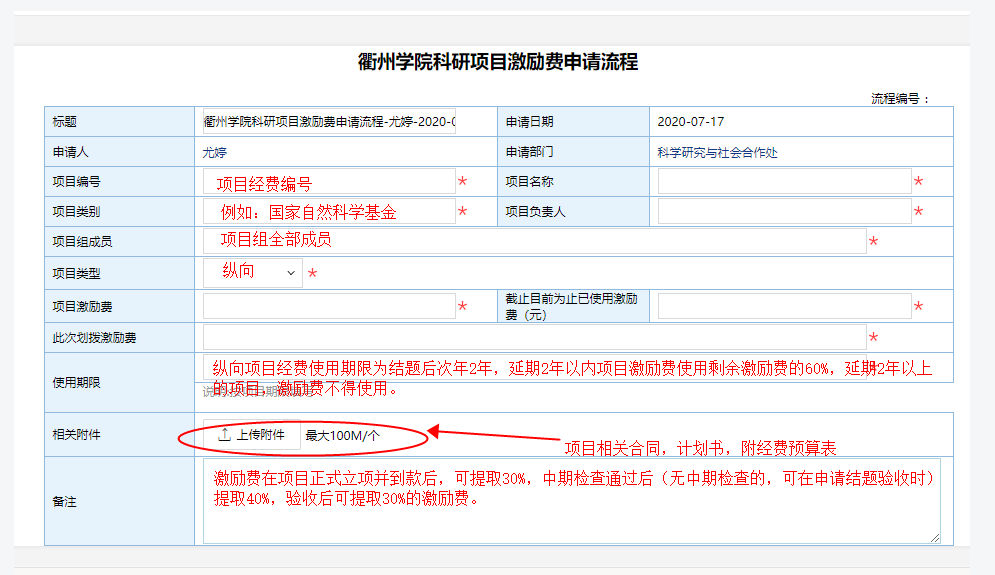 衢州学院科研项目激励费申请流程
流程编号：
标题 衢州学院科研项目激励费申请流程-尤婷-2020-0 申请日期 2020-07-17
申请人 尤婷 申请部门 科学研究与社会合作处
项目编号 项目经费编号 * 项目名称 *
项目类别 例如：国家自然科学基金 * 项目负责人 *
项目组成员 项目组全部成员 *
项目类型 纵向 *
项目激励费 * 截止目前为止已使用激励
费（元） *
此次划拨激励费 *
使用期限 纵向项目经费使用期限为结题后次年2年，延期2年以内项目激励费使用剩余激励费的60%，延期2年以上
的项目，激励费不得使用。
相关附件 上传附件 最大100M/个
项目相关合同，计划书，附经费预算表
备注 激励费在项目正式立项并到款后，可提取30%，中期检查通过后（无中期检查的，可在申请结题验收时）
提取40%，验收后可提取30%的激励费。